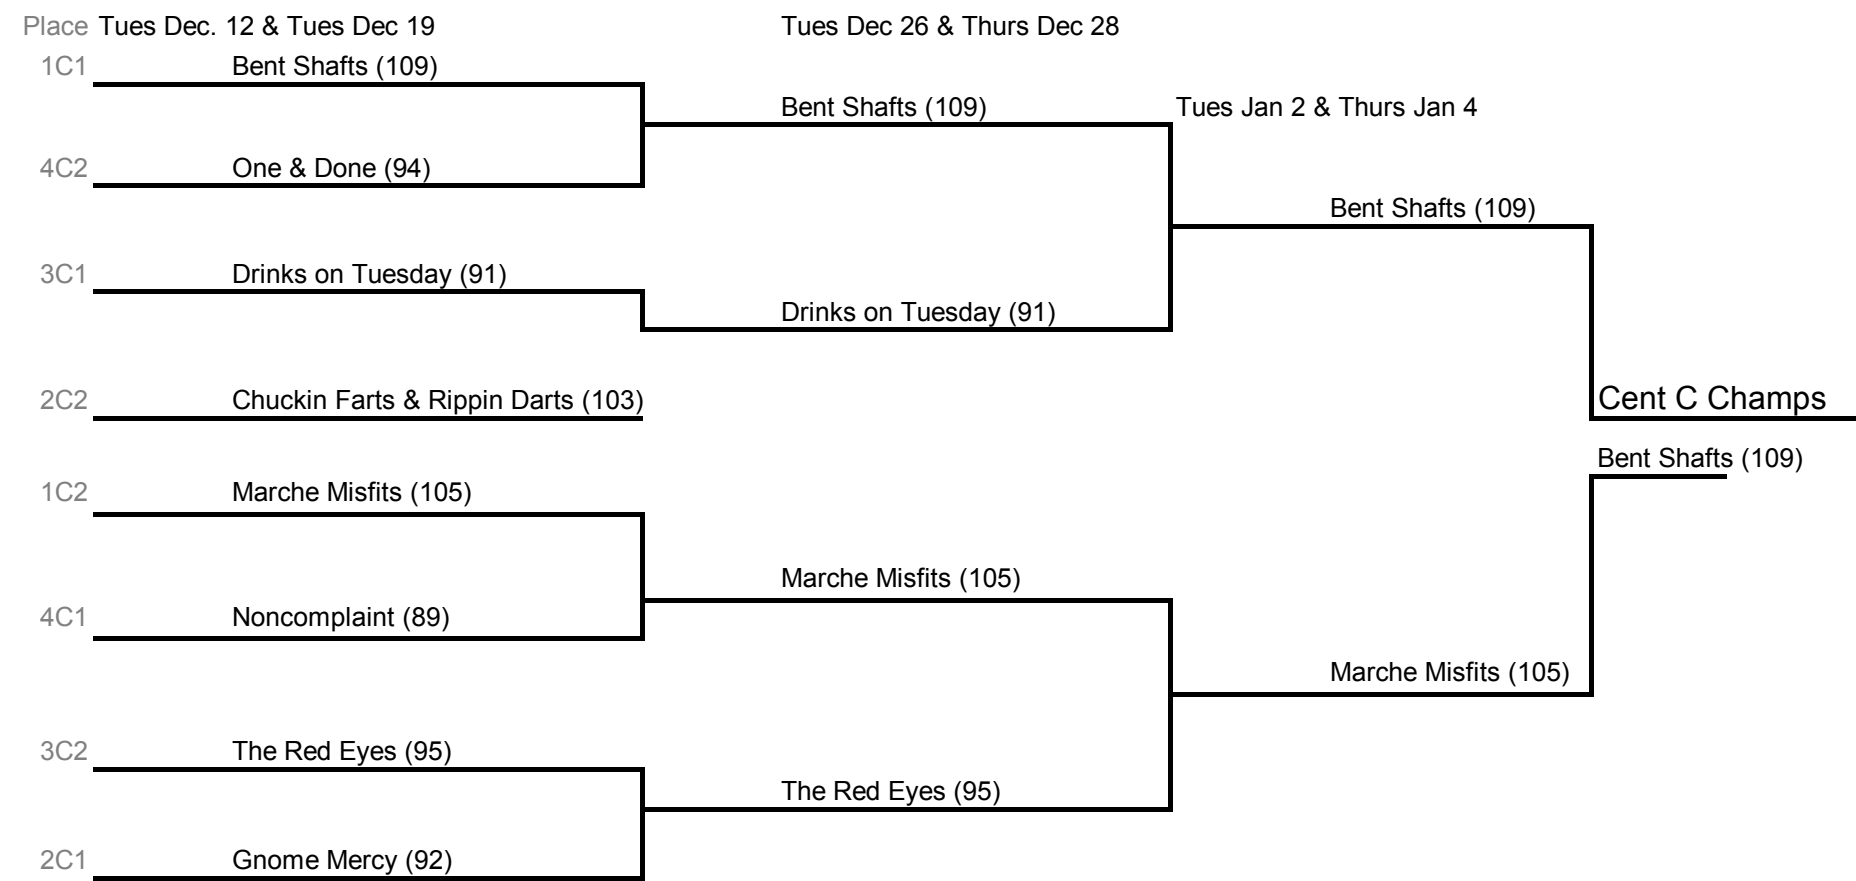 Place Tues Dec. 12 & Tues Dec 19 Tues Dec 26 & Thurs Dec 28
1C1 Bent Shafts (109)
Bent Shafts (109) Tues Jan 2 & Thurs Jan 4
4C2 One & Done (94)
Bent Shafts (109)
3C1 Drinks on Tuesday (91)
Drinks on Tuesday (91)
2C2 Chuckin Farts & Rippin Darts (103) Cent C Champs
Bent Shafts (109)
1C2 Marche Misfits (105)
Marche Misfits (105)
4C1 Noncomplaint (89)
Marche Misfits (105)
3C2 The Red Eyes (95)
The Red Eyes (95)
2C1 Gnome Mercy (92)